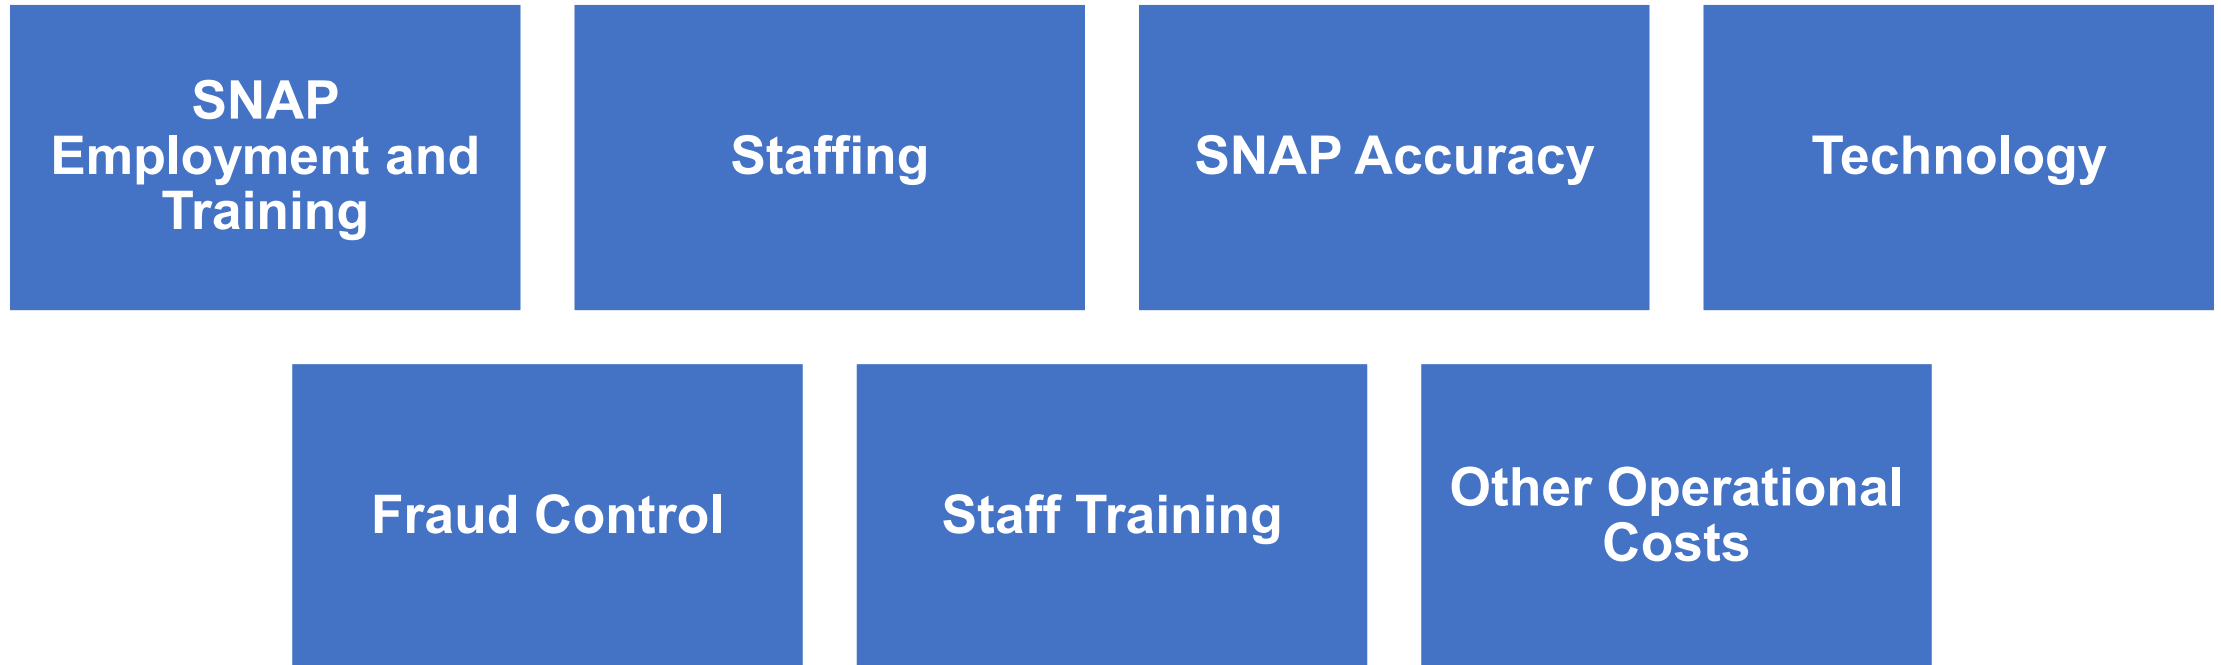 SNAP
Employment and
Training
Staffing
SNAP Accuracy
Technology
Fraud Control
Staff Training
Other Operational
Costs